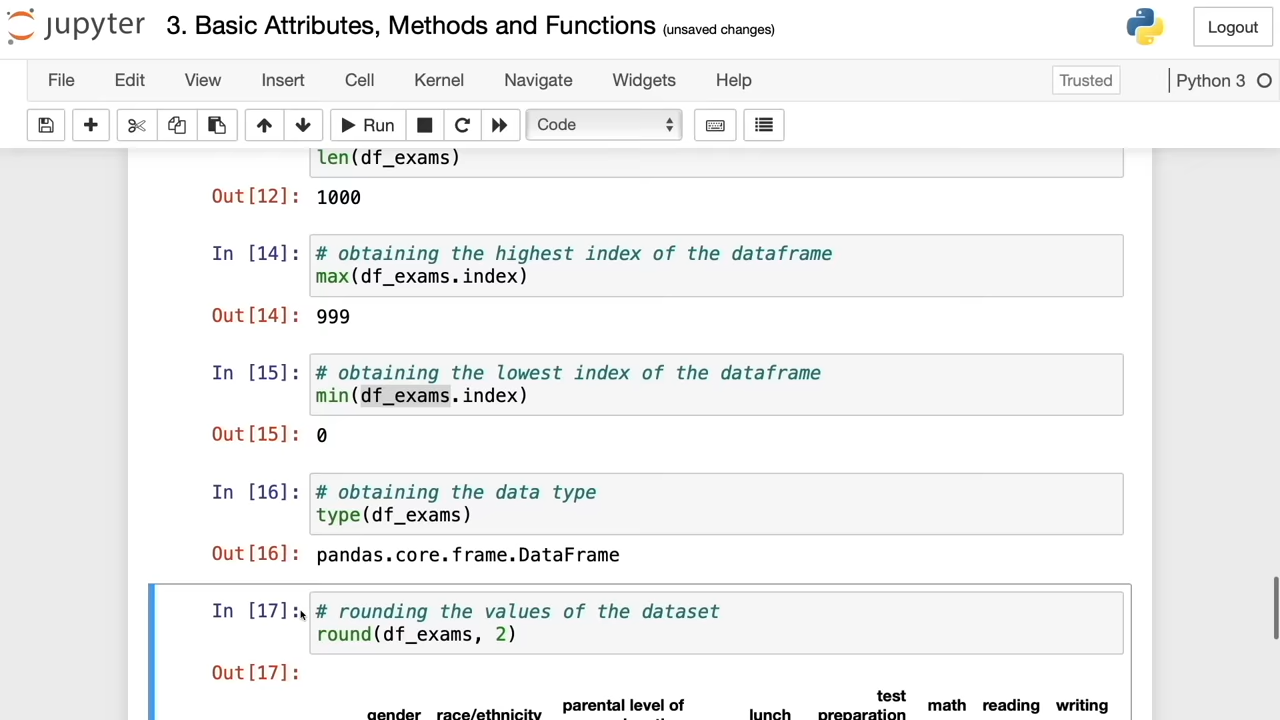 jupyter 3. Basic Attributes, Methods and Functions (unsaved changes) Logout
File Edit View Insert Cell Kernel Navigate Widgets Help Trusted Python 3
Run Code
len(df_exams)
Out[12]: 1000
In [14]: # obtaining the highest index of the dataframe
max(df_exams.index)
Out[14]: 999
In [15]: # obtaining the lowest index of the dataframe
min(df_exams.index)
Out[15]: 0
In [16]: # obtaining the data type
type(df_exams)
Out[16]: pandas.core.frame.DataFrame
In [17]: # rounding the values of the dataset
round(df_exams, 2)
Out[17]:
test
parental level of math reading writing
gender race/ethnicity lunch preparation